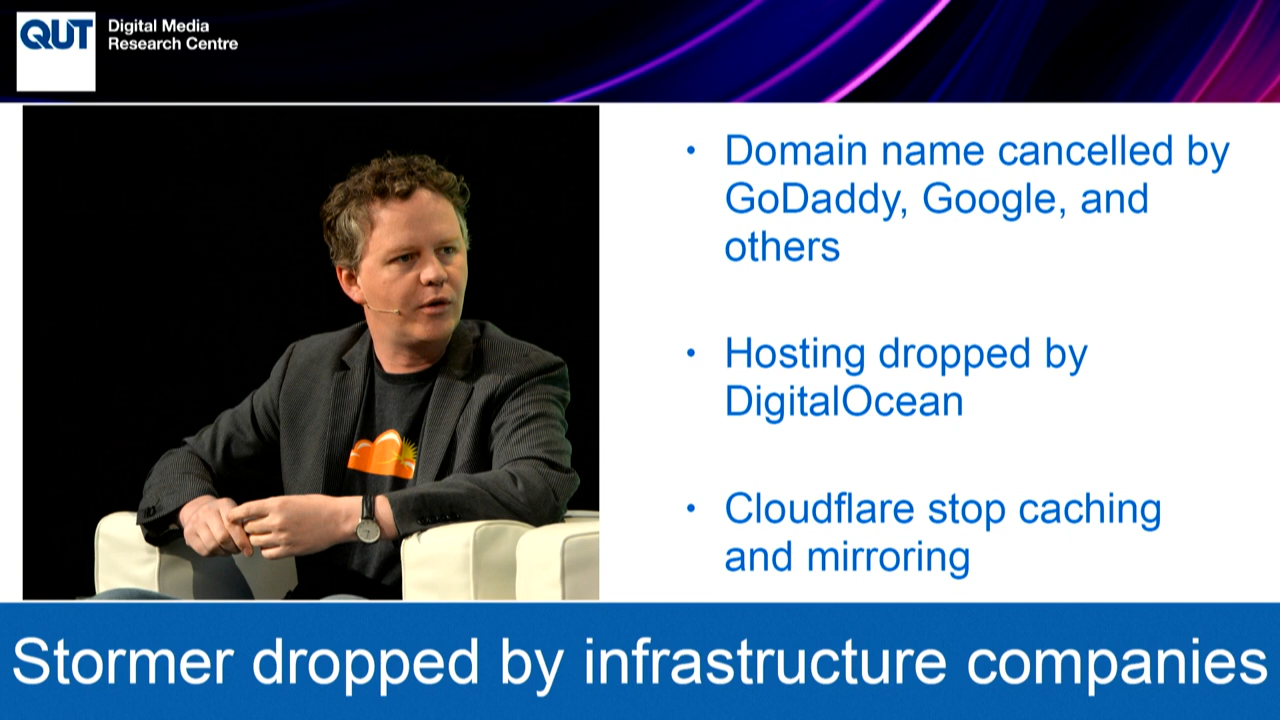 QUT
Digital Media
Research Centre
• Domain name cancelled by
GoDaddy, Google, and
others
• Hosting dropped by
DigitalOcean
• Cloudflare stop caching
and mirroring
Stormer dropped by infrastructure companies